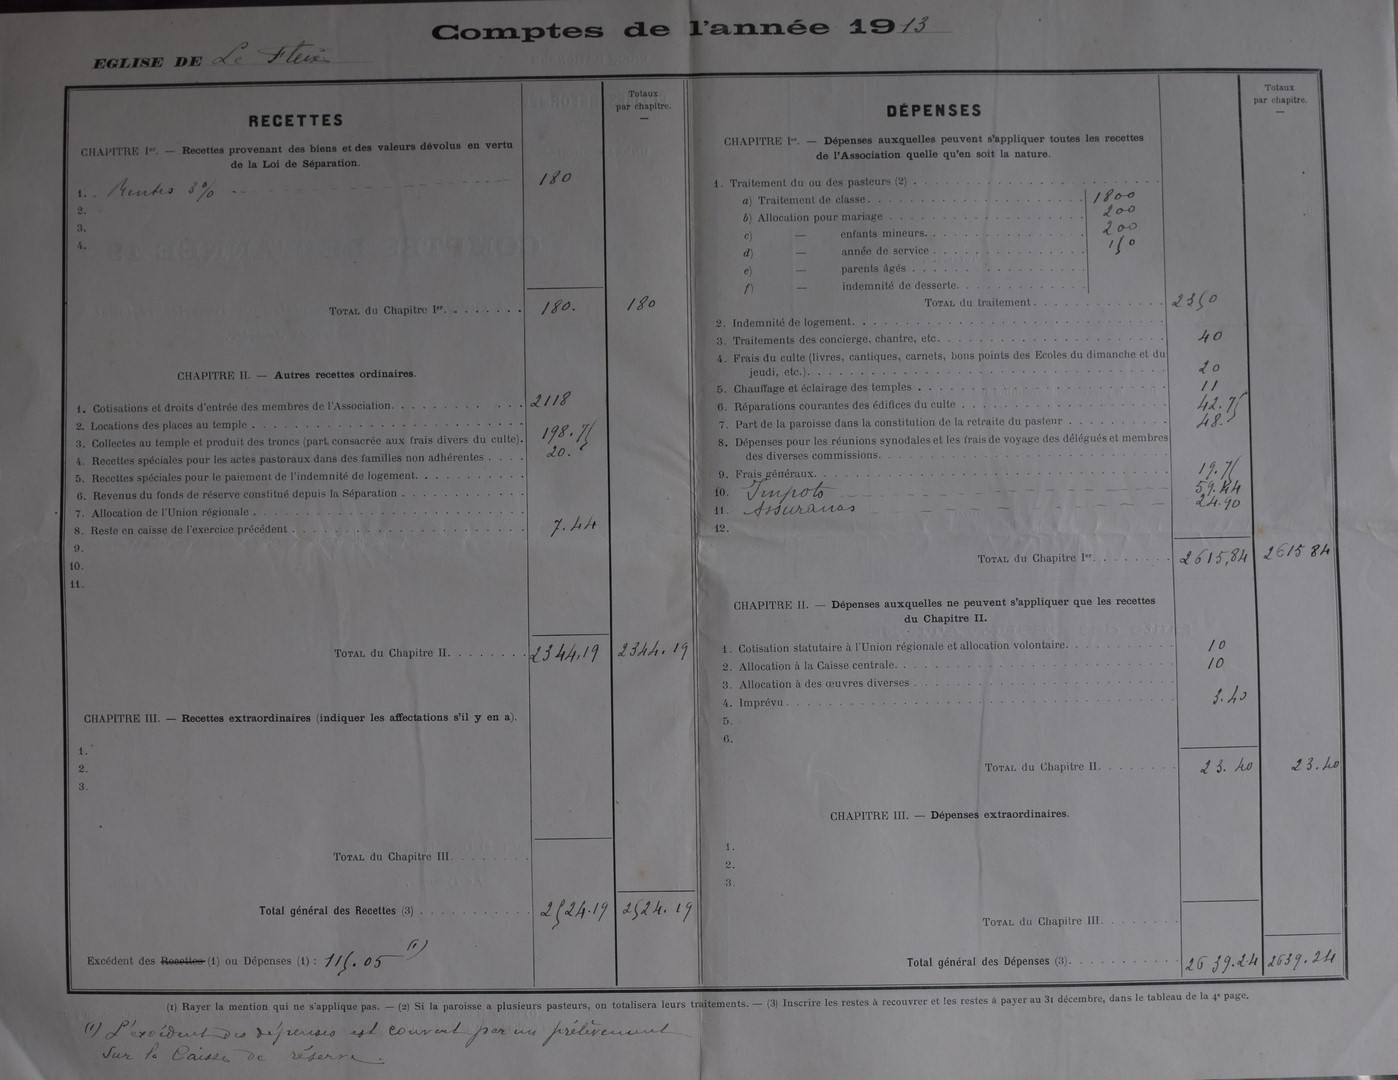 Comptes de l'année 1913
EGLISE DE Le Fleix
RECETTES
Totaux
par chapitre.
CHAPITRE Ier. — Recettes provenant des biens et des valeurs dévolus en vertu
de la Loi de Séparation.
1. Rentes 3% 180
2.
3.
4.
TOTAL du Chapitre Ier. 180. 180
CHAPITRE II. — Autres recettes ordinaires.
1. Cotisations et droits d'entrée des membres de l'Association. 2118
2. Locations des places au temple
3. Collectes au temple et produit des troncs (part consacrée aux frais divers du culte). 198.75
4. Recettes spéciales pour les actes pastoraux dans des familles non adhérentes 20.
5. Recettes spéciales pour le paiement de l'indemnité de logement.
6. Revenus du fonds de réserve constitué depuis la Séparation
7. Allocation de l'Union régionale
8. Reste en caisse de l'exercice précédent 7.44
9.
10.
11.
TOTAL du Chapitre II. 2344,19 2344.19
CHAPITRE III. — Recettes extraordinaires (indiquer les affectations s'il y en a).
1.
2.
3.
TOTAL du Chapitre III.
Total général des Recettes (3) 2524.19 2524.19
Excédent des Recettes (1) ou Dépenses (1) : 115.05 (1)
DÉPENSES
Totaux
par chapitre.
CHAPITRE Ier. — Dépenses auxquelles peuvent s'appliquer toutes les recettes
de l'Association quelle qu'en soit la nature.
1. Traitement du ou des pasteurs (2)
a) Traitement de classe. 1800
b) Allocation pour mariage 200
c) — enfants mineurs. 200
d) — année de service 150
e) — parents âgés
f) — indemnité de desserte.
TOTAL du traitement. 2350
2. Indemnité de logement.
3. Traitements des concierge, chantre, etc. 40
4. Frais du culte (livres, cantiques, carnets, bons points des Ecoles du dimanche et du
jeudi, etc.). 20
5. Chauffage et éclairage des temples 11
6. Réparations courantes des édifices du culte 42.75
7. Part de la paroisse dans la constitution de la retraite du pasteur 48.
8. Dépenses pour les réunions synodales et les frais de voyage des délégués et membres
des diverses commissions.
9. Frais généraux. 19.75
10. Impots 59.44
11. Assurances 24.90
12.
TOTAL du Chapitre Ier. 2615,84 2615 84
CHAPITRE II. — Dépenses auxquelles ne peuvent s'appliquer que les recettes
du Chapitre II.
1. Cotisation statutaire à l'Union régionale et allocation volontaire. 10
2. Allocation à la Caisse centrale. 10
3. Allocation à des œuvres diverses
4. Imprévu 3.40
5.
6.
TOTAL du Chapitre II. 23.40 23.40
CHAPITRE III. — Dépenses extraordinaires.
1.
2.
3.
TOTAL du Chapitre III.
Total général des Dépenses (3). 2639.24 2639.24
(1) Rayer la mention qui ne s'applique pas. — (2) Si la paroisse a plusieurs pasteurs, on totalisera leurs traitements. — (3) Inscrire les restes à recouvrer et les restes à payer au 31 décembre, dans le tableau de la 4e page.
(1) L'excédent des dépenses est couvert par un prélèvement
sur la Caisse de réserve.